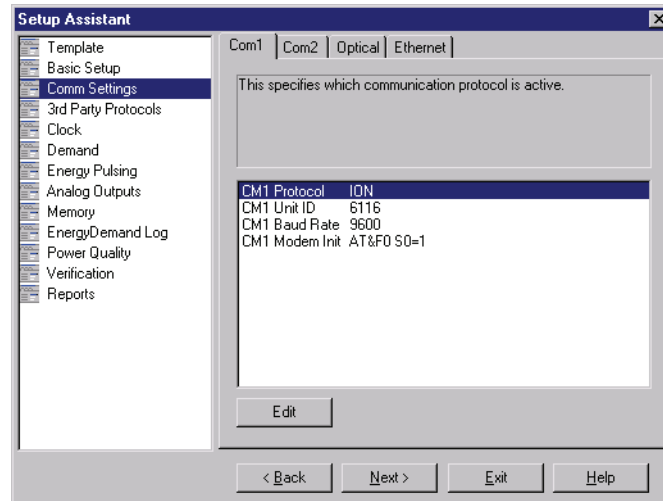 Setup Assistant
Template
Basic Setup
Comm Settings
3rd Party Protocols
Clock
Demand
Energy Pulsing
Analog Outputs
Memory
EnergyDemand Log
Power Quality
Verification
Reports
Com1 Com2 Optical Ethernet
This specifies which communication protocol is active.
CM1 Protocol ION
CM1 Unit ID 6116
CM1 Baud Rate 9600
CM1 Modem Init AT&F0 S0=1
Edit
< Back Next > Exit Help